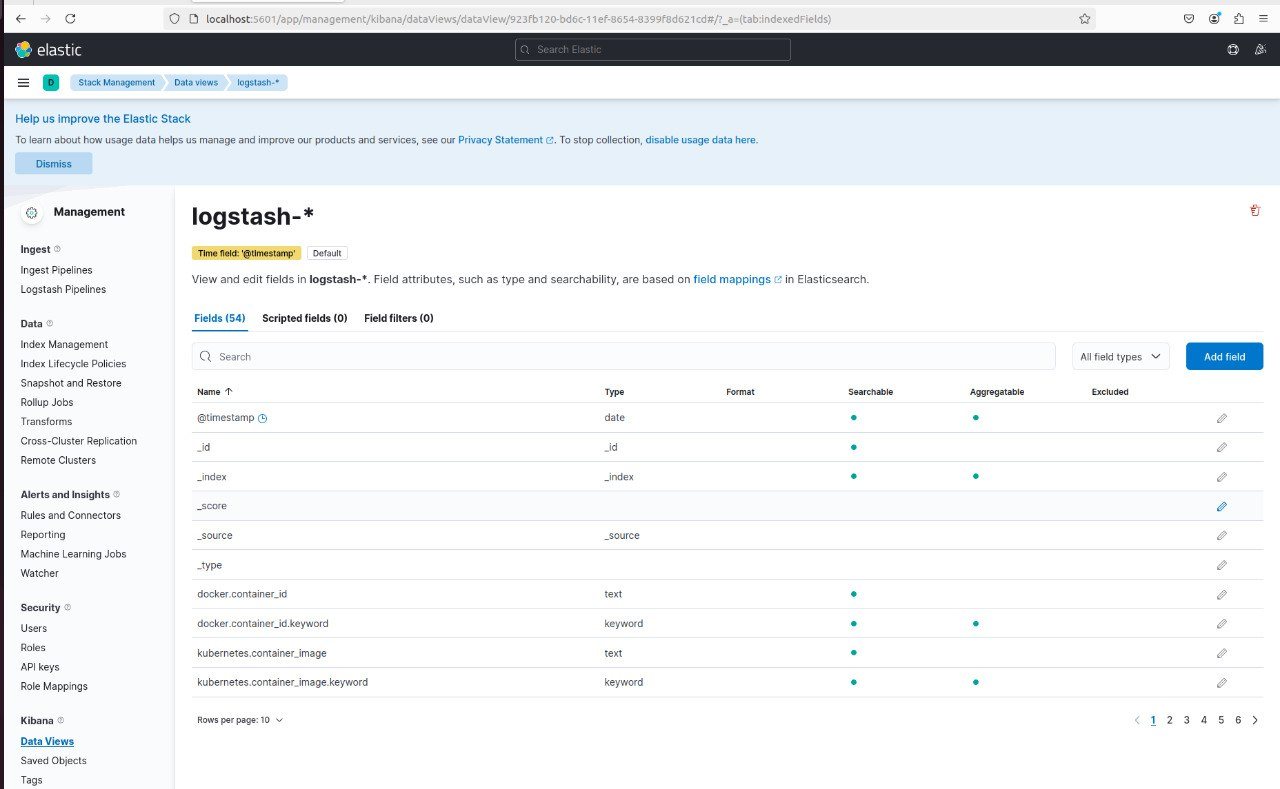 localhost:5601/app/management/kibana/dataViews/dataView/923fb120-bd6c-11ef-8654-8399f8d621cd#/?_a=(tab:indexedFields)
elastic
Search Elastic
D
Stack Management
Data views
logstash-*
Help us improve the Elastic Stack
To learn about how usage data helps us manage and improve our products and services, see our Privacy Statement. To stop collection, disable usage data here.
Dismiss
Management
Ingest
Ingest Pipelines
Logstash Pipelines
Data
Index Management
Index Lifecycle Policies
Snapshot and Restore
Rollup Jobs
Transforms
Cross-Cluster Replication
Remote Clusters
Alerts and Insights
Rules and Connectors
Reporting
Machine Learning Jobs
Watcher
Security
Users
Roles
API keys
Role Mappings
Kibana
Data Views
Saved Objects
Tags
logstash-*
Time field: '@timestamp' Default
View and edit fields in logstash-*. Field attributes, such as type and searchability, are based on field mappings in Elasticsearch.
Fields (54) Scripted fields (0) Field filters (0)
Search All field types Add field
Name Type Format Searchable Aggregatable Excluded
@timestamp date
_id _id
_index _index
_score
_source _source
_type
docker.container_id text
docker.container_id.keyword keyword
kubernetes.container_image text
kubernetes.container_image.keyword keyword
Rows per page: 10 1 2 3 4 5 6